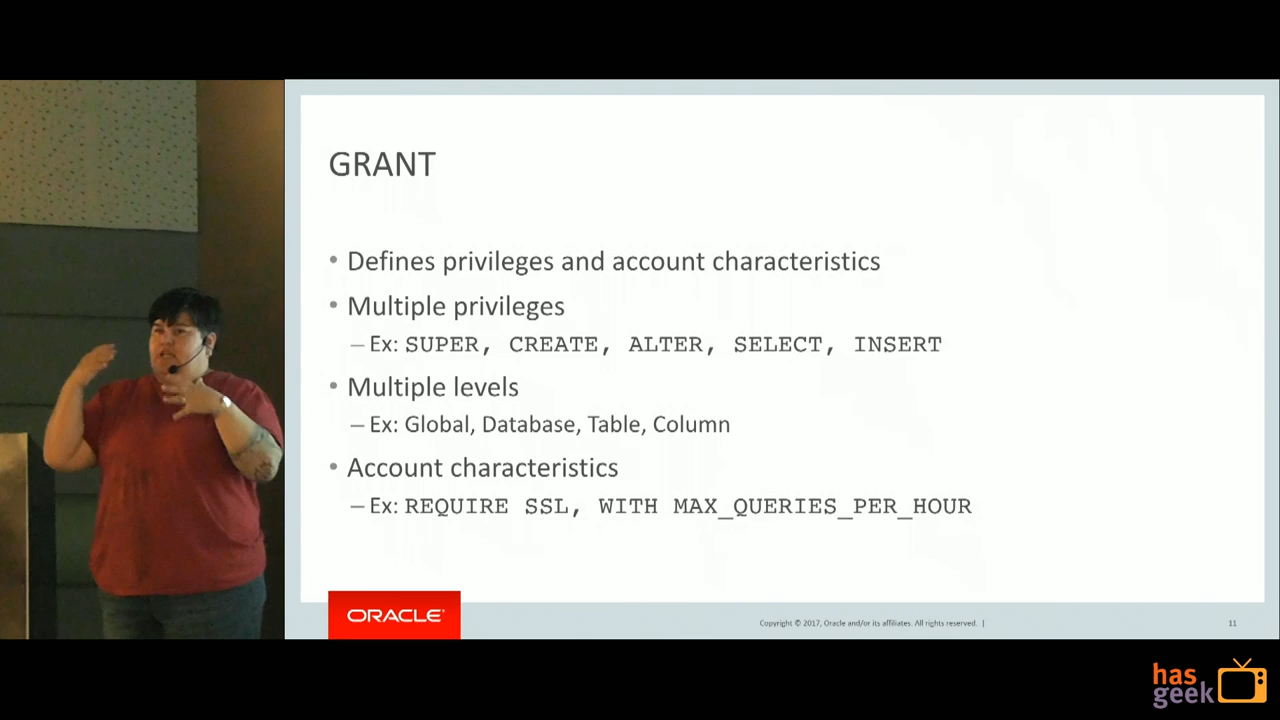 GRANT
• Defines privileges and account characteristics
• Multiple privileges
– Ex: SUPER, CREATE, ALTER, SELECT, INSERT
• Multiple levels
– Ex: Global, Database, Table, Column
• Account characteristics
– Ex: REQUIRE SSL, WITH MAX_QUERIES_PER_HOUR
ORACLE®
Copyright © 2017, Oracle and/or its affiliates. All rights reserved. |
11
has
geek